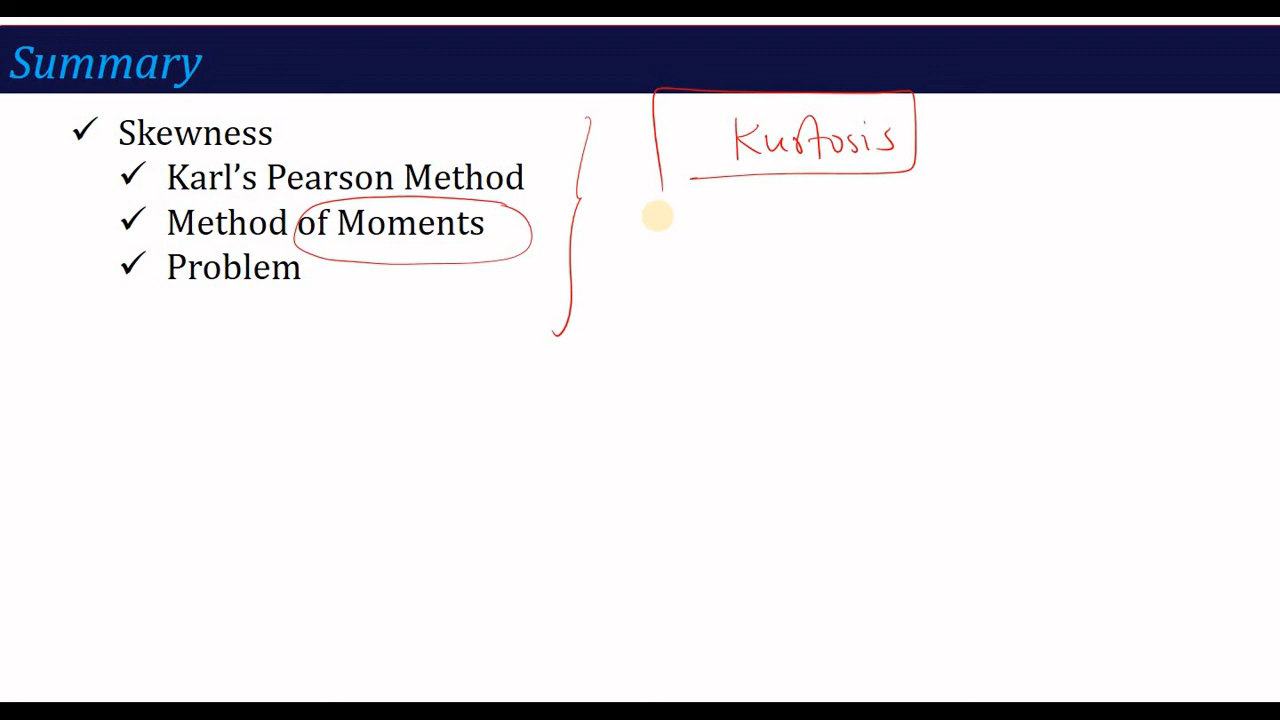 Summary
✓ Skewness
✓ Karl’s Pearson Method
✓ Method of Moments
✓ Problem
Kurtosis